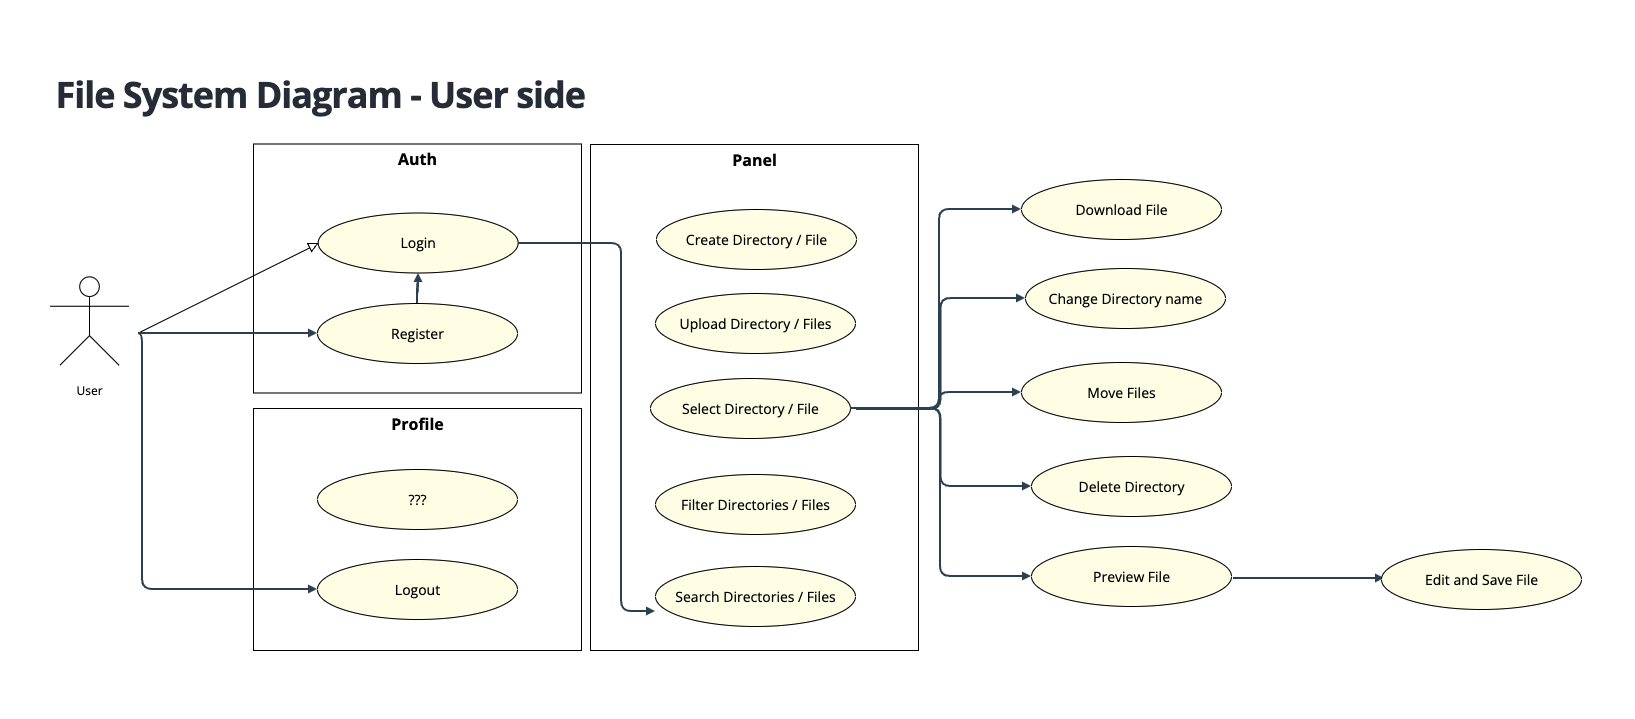 File System Diagram - User side
Auth
Login
Register
User
Profile
???
Logout
Panel
Create Directory / File
Upload Directory / Files
Select Directory / File
Filter Directories / Files
Search Directories / Files
Download File
Change Directory name
Move Files
Delete Directory
Preview File
Edit and Save File